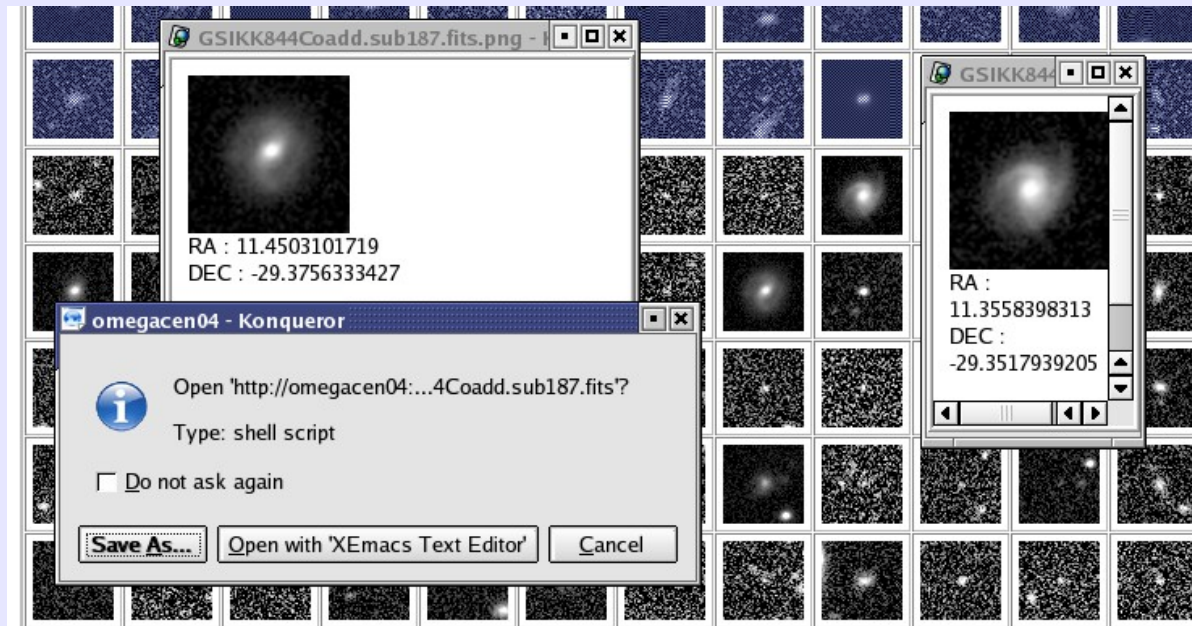 GSIKK844Coadd.sub187.fits.png -
RA : 11.4503101719
DEC : -29.3756333427
GSIKK844
RA :
11.3558398313
DEC :
-29.3517939205
omegacen04 - Konqueror
Open 'http://omegacen04:...4Coadd.sub187.fits'?
Type: shell script
Do not ask again
Save As...
Open with 'XEmacs Text Editor'
Cancel